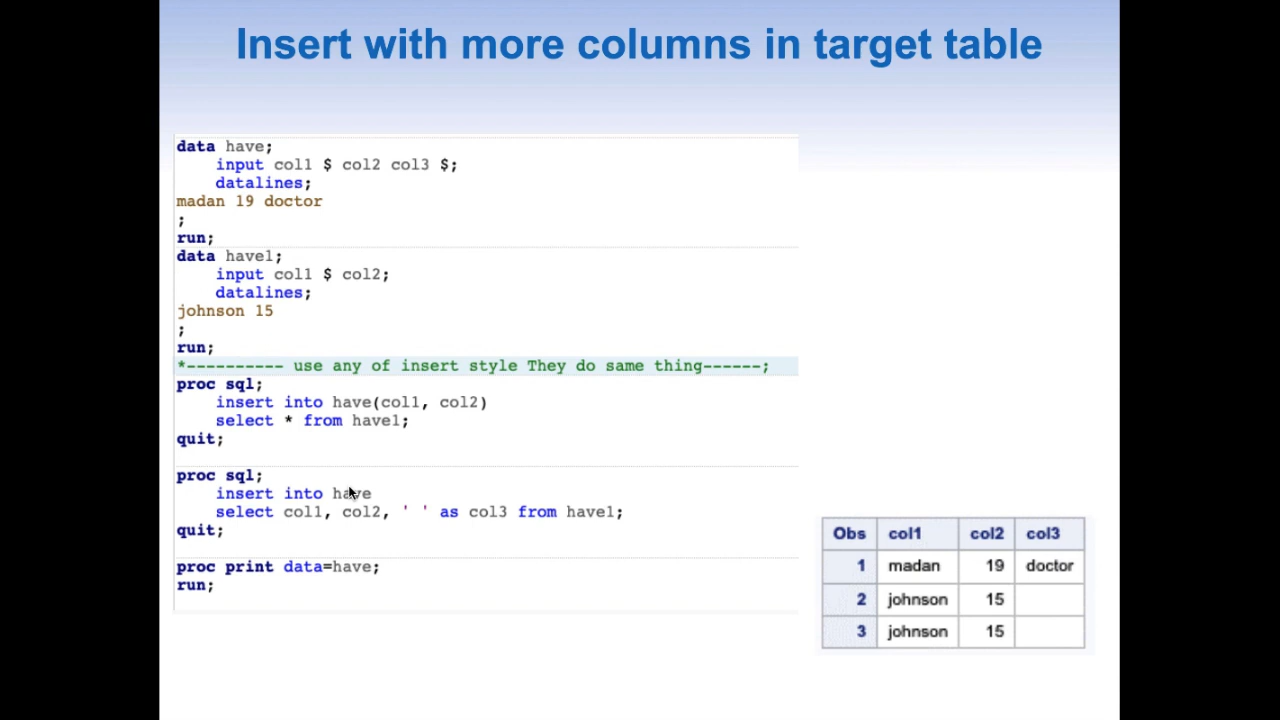 Insert with more columns in target table
data have;
input col1 $ col2 col3 $;
datalines;
madan 19 doctor
;
run;
data have1;
input col1 $ col2;
datalines;
johnson 15
;
run;
*---------- use any of insert style They do same thing------;
proc sql;
insert into have(col1, col2)
select * from have1;
quit;
proc sql;
insert into have
select col1, col2, ' ' as col3 from have1;
quit;
proc print data=have;
run;
Obs col1 col2 col3
1 madan 19 doctor
2 johnson 15
3 johnson 15